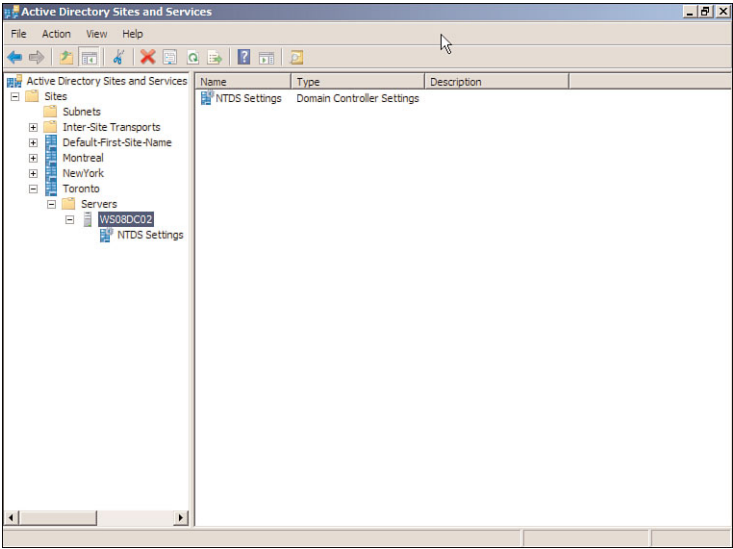 Active Directory Sites and Services
File Action View Help
Active Directory Sites and Services
Name Type Description
Sites
NTDS Settings Domain Controller Settings
Subnets
Inter-Site Transports
Default-First-Site-Name
Montreal
NewYork
Toronto
Servers
WS08DC02
NTDS Settings